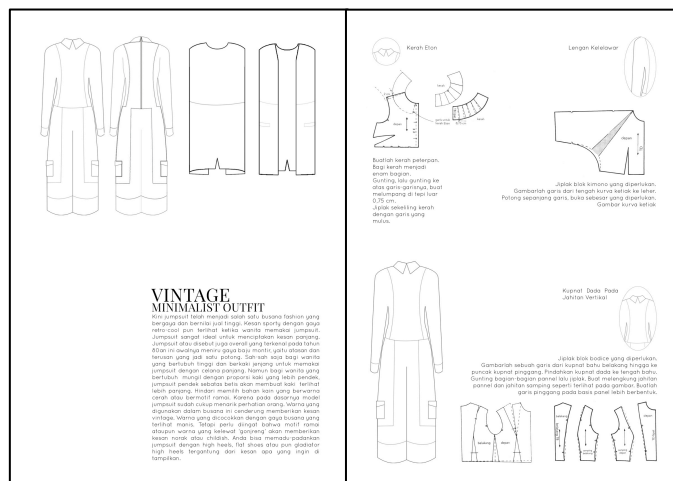 VINTAGE
MINIMALIST OUTFIT
Kini jumpsuit telah menjadi salah satu busana fashion yang
bergaya dan bernilai jual tinggi. Kesan sporty dengan gaya
retro-cool pun terlihat ketika wanita memakai jumpsuit.
Jumpsuit sangat ideal untuk menciptakan kesan panjang.
Jumpsuit atau disebut juga overall yang terkenal pada tahun
80an ini awalnya meniru gaya baju montir, yaitu atasan dan
terusan yang jadi satu potong. Sah-sah saja bagi wanita
yang bertubuh tinggi dan berkaki jenjang untuk memakai
jumpsuit dengan celana panjang. Namun bagi wanita yang
bertubuh mungil dengan proporsi kaki yang lebih pendek,
jumpsuit pendek sebatas betis akan membuat kaki terlihat
lebih panjang. Hindari memilih bahan kain yang berwarna
cerah atau bermotif ramai. Karena pada dasarnya model
jumpsuit sudah cukup menarik perhatian orang. Warna yang
digunakan dalam busana ini cenderung memberikan kesan
vintage. Warna yang dicocokkan dengan gaya busana yang
terlihat manis. Tetapi perlu diingat bahwa motif ramai
ataupun warna yang kelewat 'gonjreng' akan memberikan
kesan norak atau childish. Anda bisa memadu-padankan
jumpsuit dengan high heels, flat shoes atau pun gladiator
high heels tergantung dari kesan apa yang ingin di
tampilkan.
Kerah Eton
Buatlah kerah peterpan.
Bagi kerah menjadi
enam bagian.
Gunting, lalu gunting ke
atas garis-garisnya, buat
melumpang di tepi luar
0,75 cm.
Jiplak sekeliling kerah
dengan garis yang
mulus.
Lengan Kelelawar
Depan
Jiplak blok kimono yang diperlukan.
Gambarlah garis dari tengah kurva keliak ke leher.
Potong sepanjang garis, buka sebesar yang diperlukan.
Gambar kurva keliak
Kupnat Dada Pada
Jahitan Vertikal
Jiplak blok bodice yang diperlukan.
Gambarlah sebuah garis dari kupnat bahu belakang hingga ke
puncak kupnat pinggang. Pindahkan kupnat dada ke tengah bahu.
Gunting bagian-bagian pannel lalu jiplak. Buat melengkung jahitan
pannel dan jahitan samping seperti terlihat pada gambar. Buatlah
garis pinggang pada basis panel lebih berbentuk.